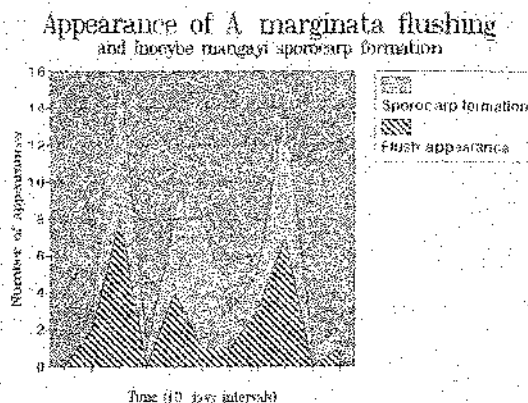 Appearance of A marginata flushing
and Inocybe mangayi sporocarp formation
16
14
12
10
8
6
4
2
0
Number of appearances
Sporocarp formation
Flush appearance
Time (10 days intervals)